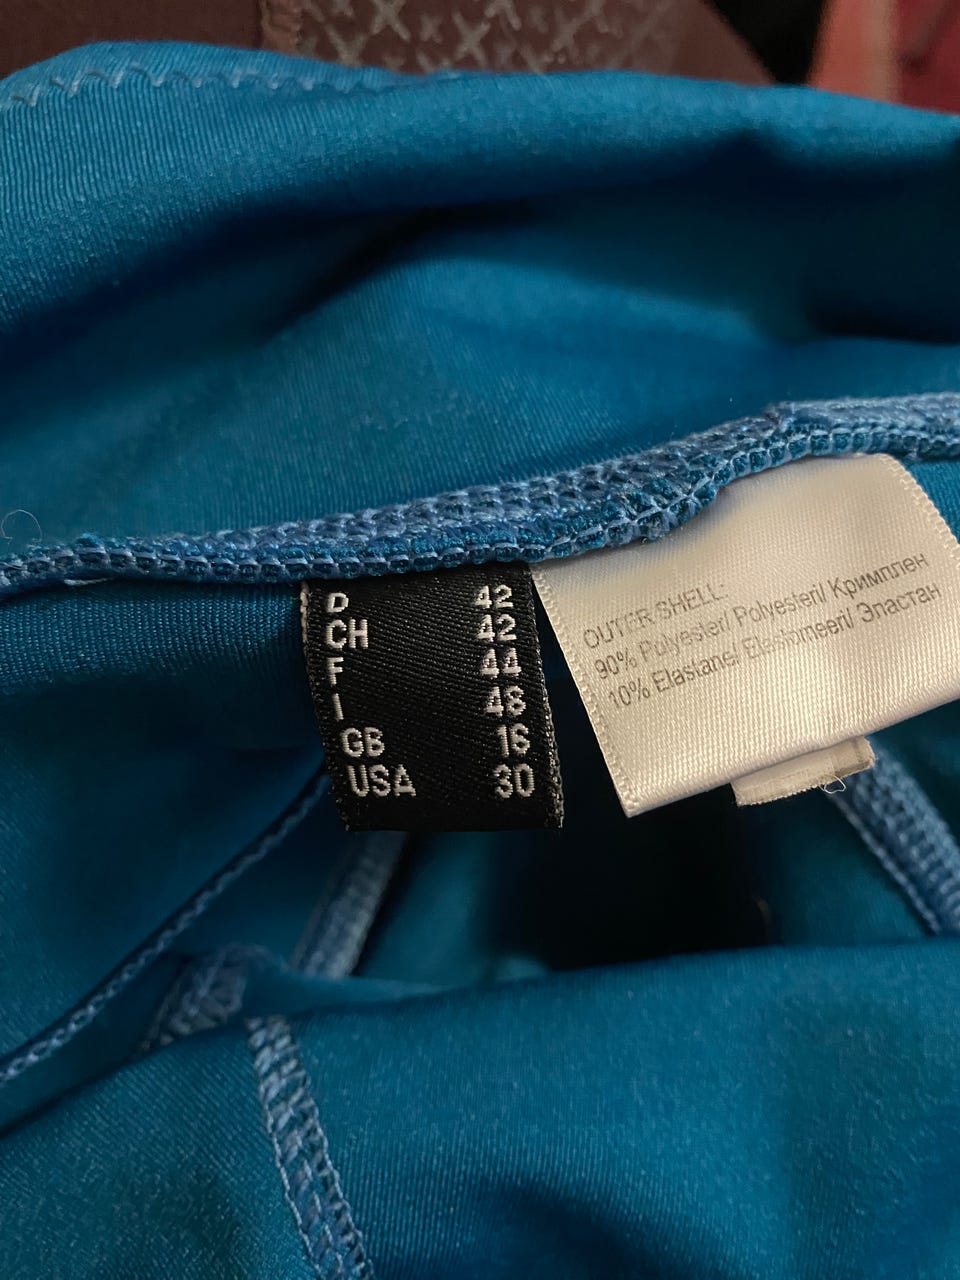 D 42
CH 42
F 44
I 48
GB 16
USA 30
OUTER SHELL:
90% Polyester/ Polyesteri/ Кримплен
10% Elastane/ Elastomeeri/ Эластан